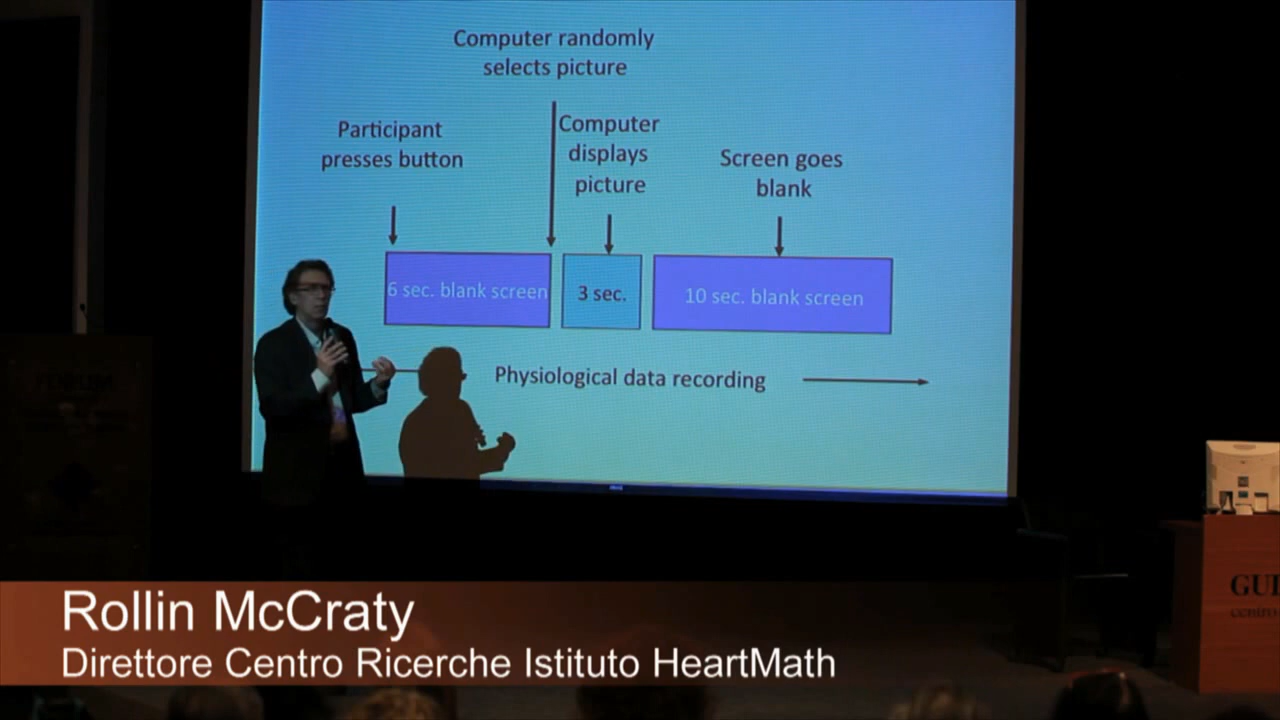 Computer randomly
selects picture
Participant
presses button
Computer
displays
picture
Screen goes
blank
6 sec. blank screen
3 sec.
10 sec. blank screen
Physiological data recording
Rollin McCraty
Direttore Centro Ricerche Istituto HeartMath